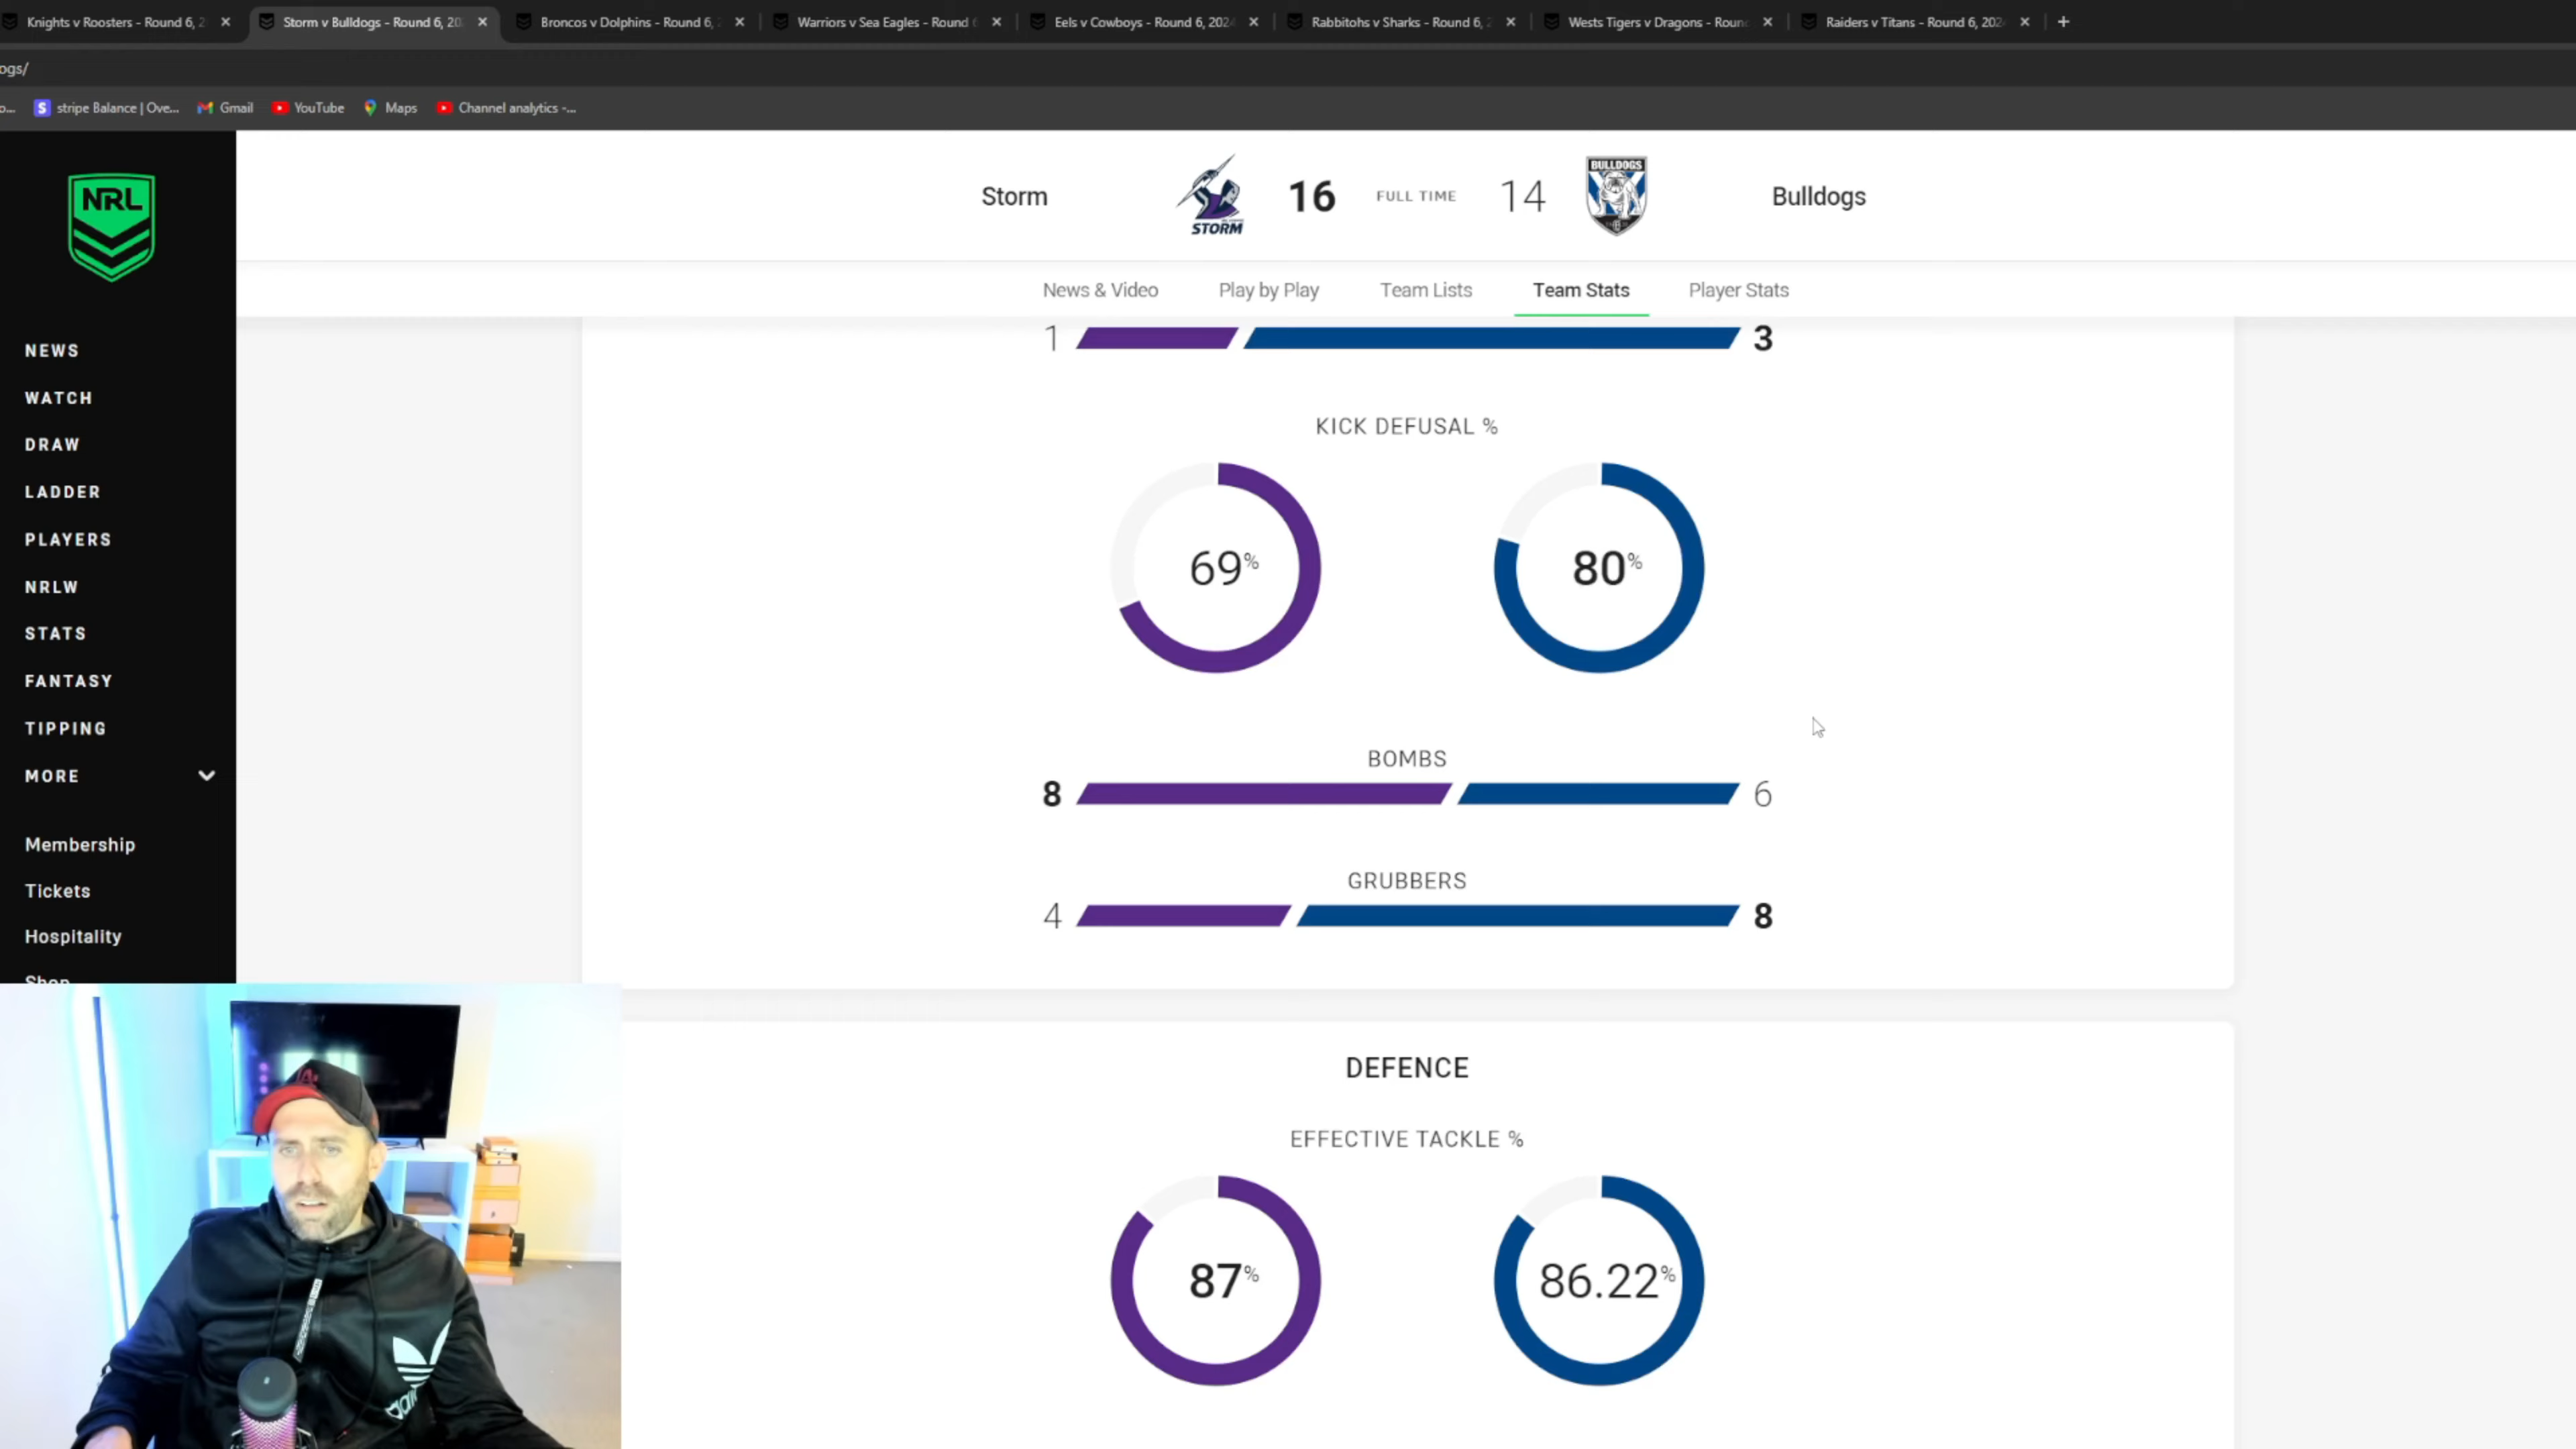 Knights v Roosters - Round 6, 2
Storm v Bulldogs - Round 6, 20
Broncos v Dolphins - Round 6,
Warriors v Sea Eagles - Round 6
Eels v Cowboys - Round 6, 2024
Rabbitohs v Sharks - Round 6, 2
Wests Tigers v Dragons - Roun
Raiders v Titans - Round 6, 202
ogs/
o... stripe Balance | Ove... Gmail YouTube Maps Channel analytics -...
NRL
Storm STORM 16 FULL TIME 14 BULLDOGS Bulldogs
News & Video Play by Play Team Lists Team Stats Player Stats
NEWS
WATCH
DRAW
LADDER
PLAYERS
NRLW
STATS
FANTASY
TIPPING
MORE
Membership
Tickets
Hospitality
Shop
1 3
KICK DEFUSAL %
69% 80%
BOMBS
8 6
GRUBBERS
4 8
DEFENCE
EFFECTIVE TACKLE %
87% 86.22%